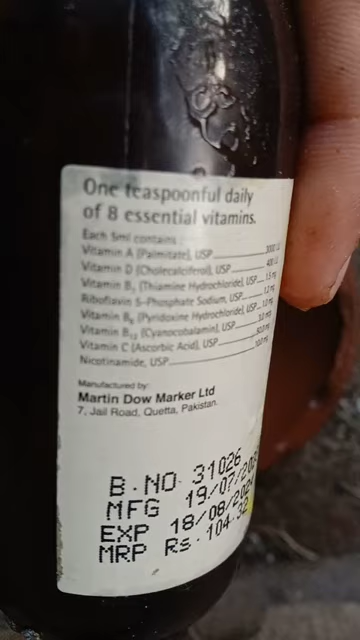 One teaspoonful daily
of 8 essential vitamins.
Each 5ml contains :
Vitamin A (Palmitate), USP
Vitamin D (Cholecalciferol), USP
Vitamin B₁ (Thiamine Hydrochloride), USP
Riboflavin 5-Phosphate Sodium, USP
Vitamin B₆ (Pyridoxine Hydrochloride), USP
Vitamin B₁₂ (Cyanocobalamin), USP
Vitamin C (Ascorbic Acid), USP
Nicotinamide, USP
Manufactured by:
Martin Dow Marker Ltd
7, Jail Road, Quetta, Pakistan.
B.NO 31026
MFG 19/07/
EXP 18/08/
MRP Rs. 104.32